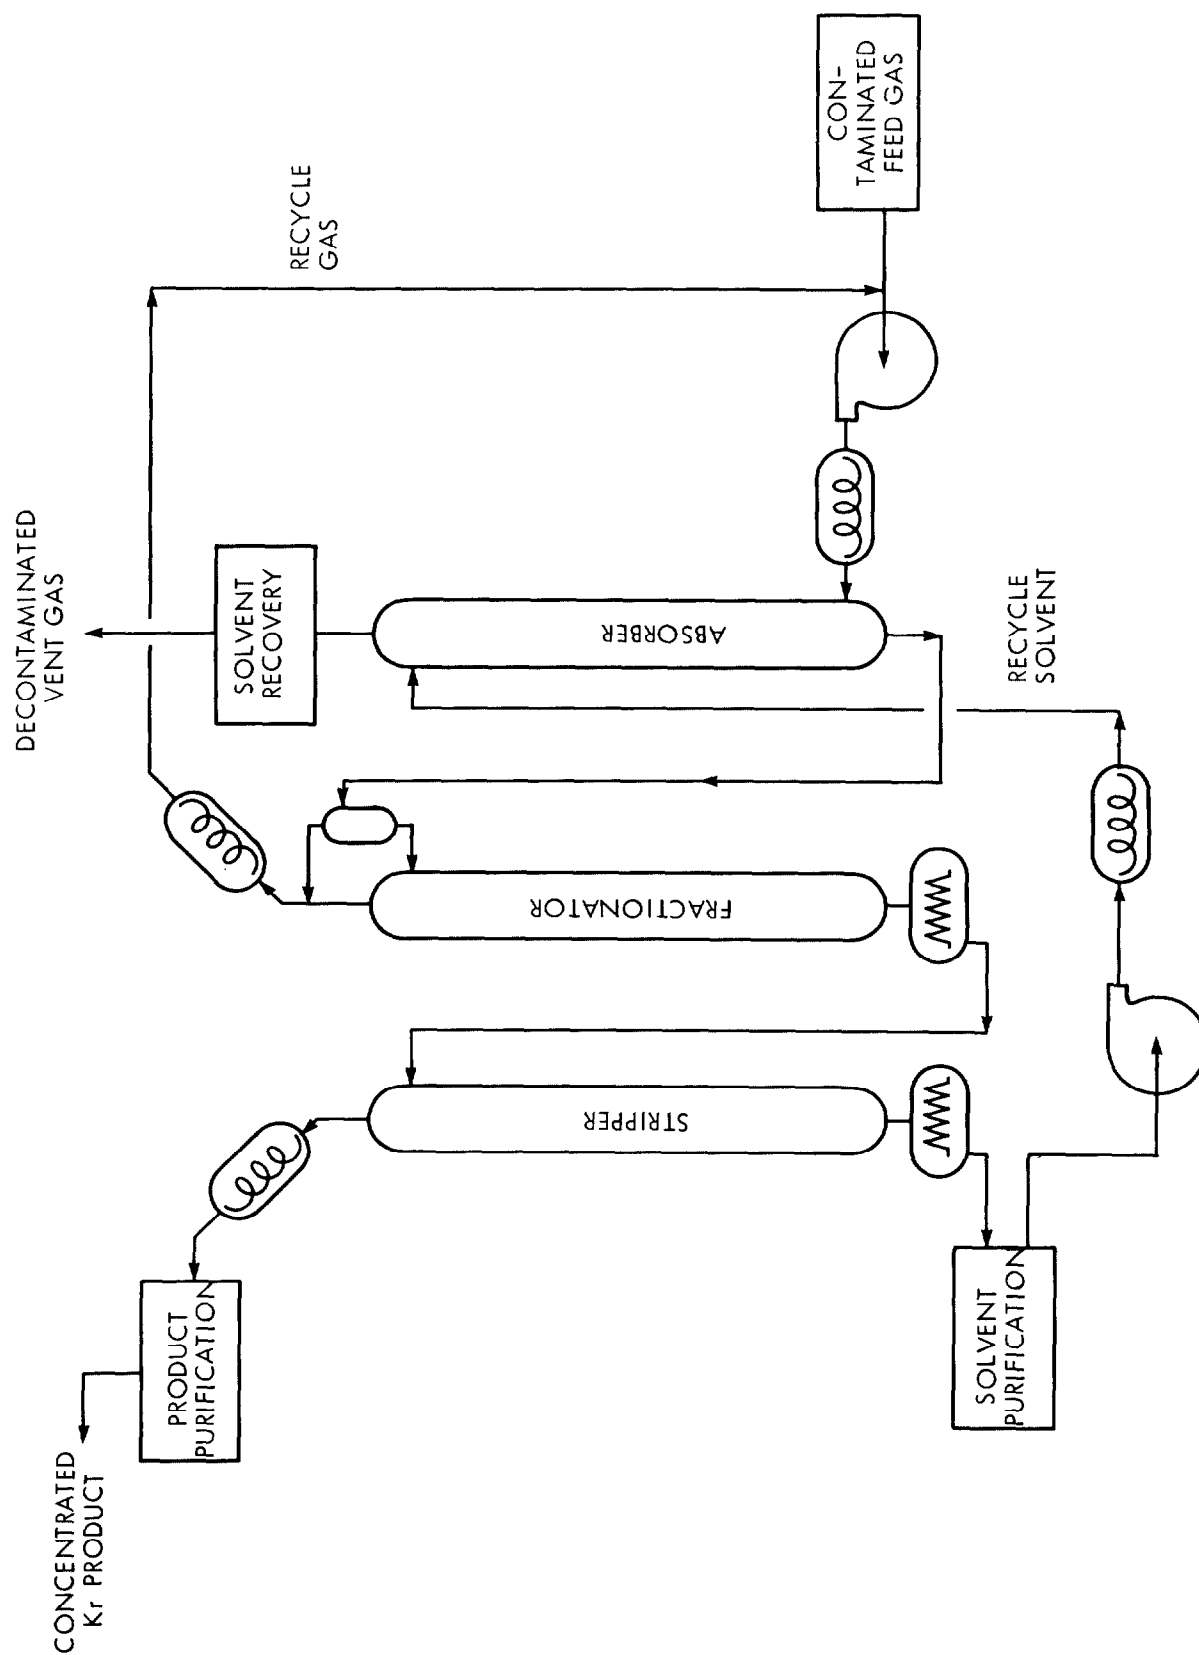 CON-
TAMINATED
FEED GAS
RECYCLE
GAS
ABSORBER
SOLVENT
RECOVERY
DECONTAMINATED
VENT GAS
FRACTIONATOR
STRIPPER
PRODUCT
PURIFICATION
CONCENTRATED
Kr PRODUCT
SOLVENT
PURIFICATION
RECYCLE
SOLVENT